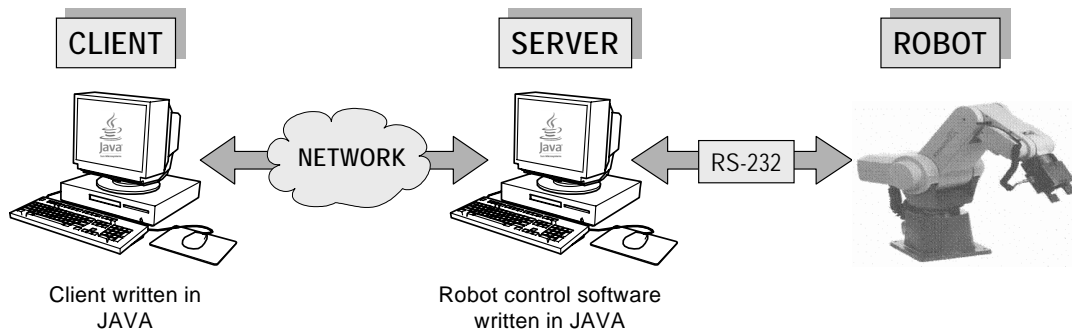 CLIENT
SERVER
ROBOT
Java
Java
NETWORK
RS-232
Client written in
JAVA
Robot control software
written in JAVA